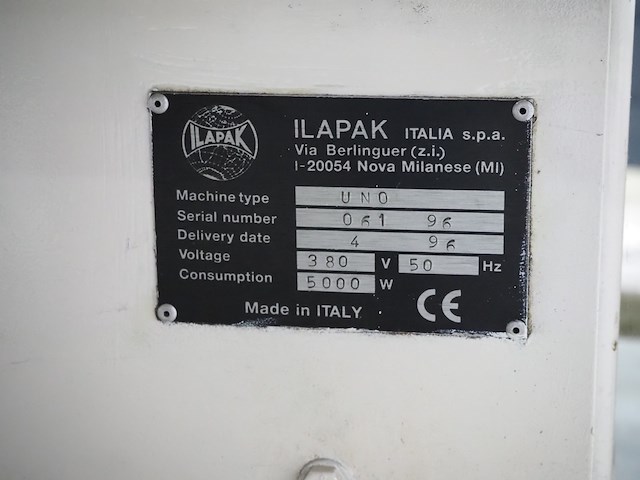 ILAPAK
ILAPAK ITALIA s.p.a.
Via Berlinguer (z.i.)
I-20054 Nova Milanese (MI)
Machine type UNO
Serial number 061 96
Delivery date 4 96
Voltage 380 V 50 Hz
Consumption 5000 W
Made in ITALY CE